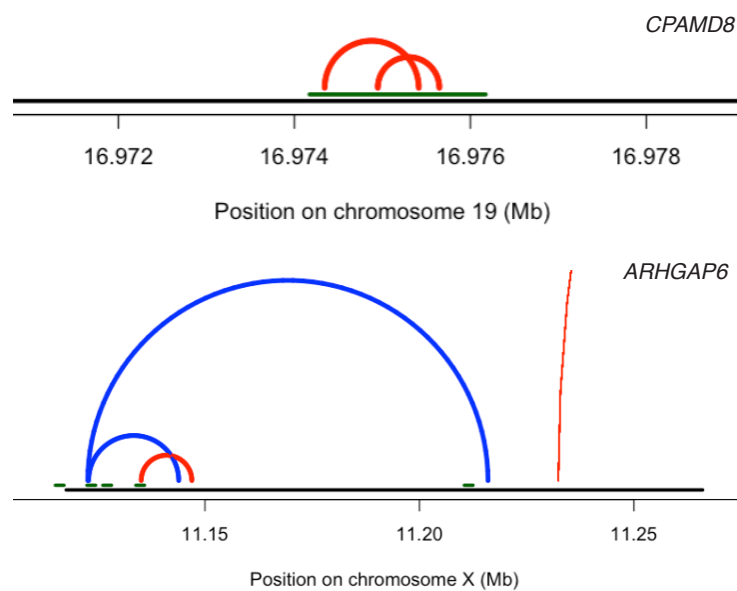 CPAMD8
16.972 16.974 16.976 16.978
Position on chromosome 19 (Mb)
ARHGAP6
11.15 11.20 11.25
Position on chromosome X (Mb)